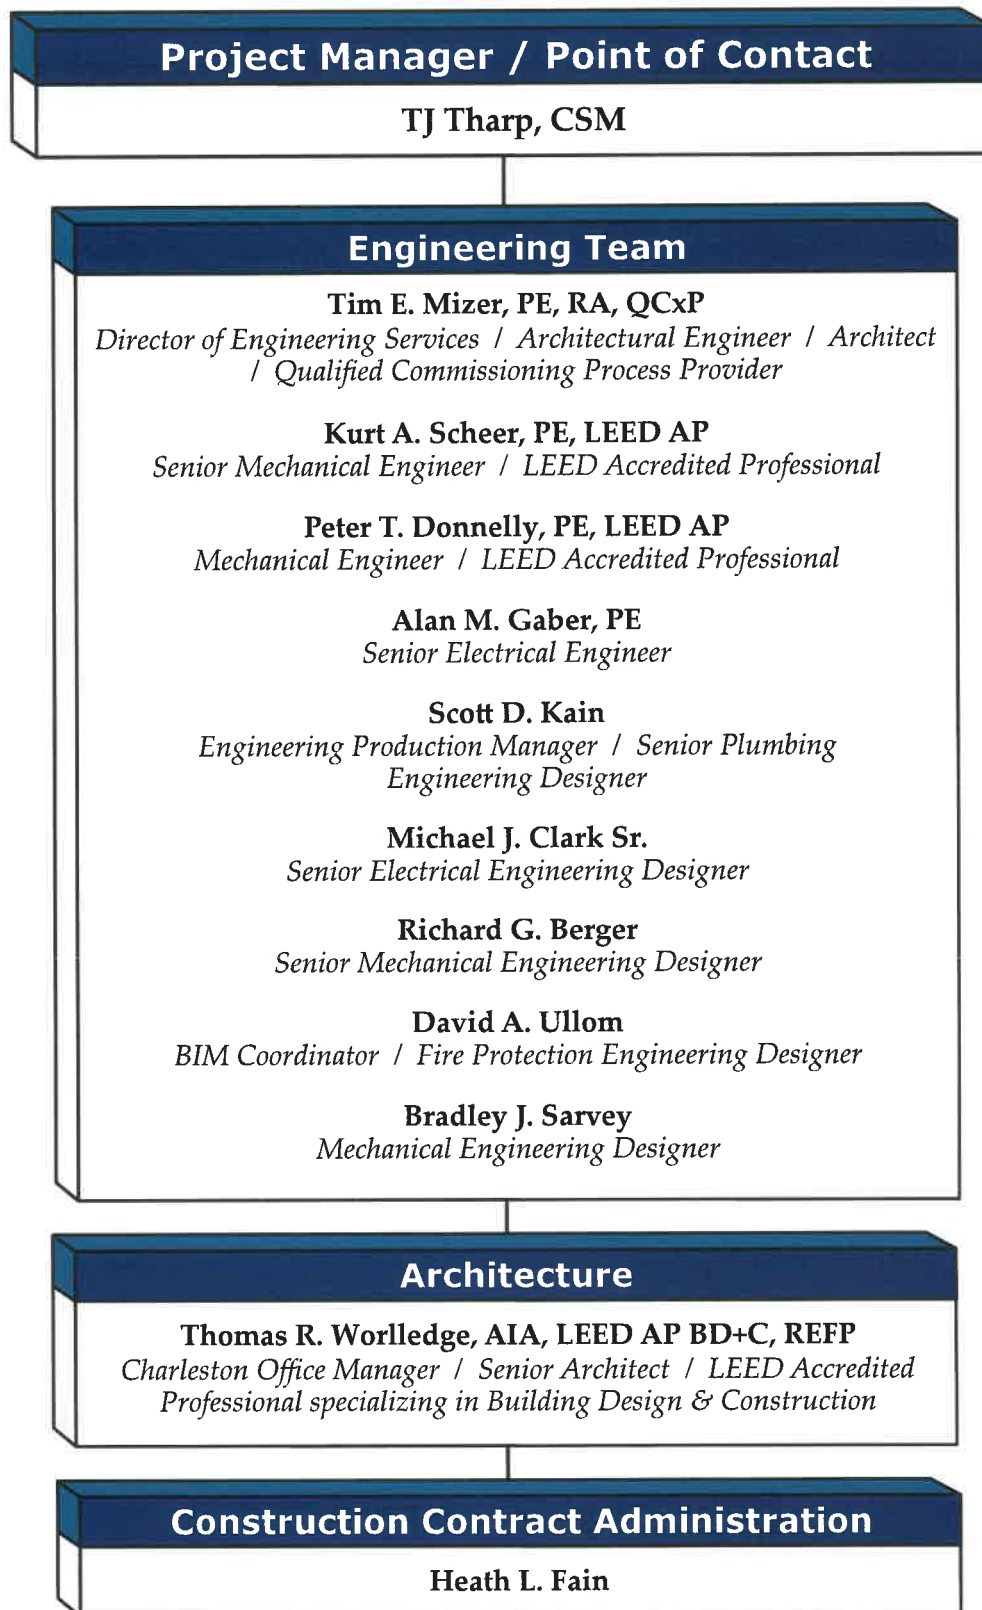 Project Manager / Point of Contact
TJ Tharp, CSM
Engineering Team
Tim E. Mizer, PE, RA, QCxP
Director of Engineering Services / Architectural Engineer / Architect
/ Qualified Commissioning Process Provider
Kurt A. Scheer, PE, LEED AP
Senior Mechanical Engineer / LEED Accredited Professional
Peter T. Donnelly, PE, LEED AP
Mechanical Engineer / LEED Accredited Professional
Alan M. Gaber, PE
Senior Electrical Engineer
Scott D. Kain
Engineering Production Manager / Senior Plumbing
Engineering Designer
Michael J. Clark Sr.
Senior Electrical Engineering Designer
Richard G. Berger
Senior Mechanical Engineering Designer
David A. Ullom
BIM Coordinator / Fire Protection Engineering Designer
Bradley J. Sarvey
Mechanical Engineering Designer
Architecture
Thomas R. Worlledge, AIA, LEED AP BD+C, REFP
Charleston Office Manager / Senior Architect / LEED Accredited
Professional specializing in Building Design & Construction
Construction Contract Administration
Heath L. Fain